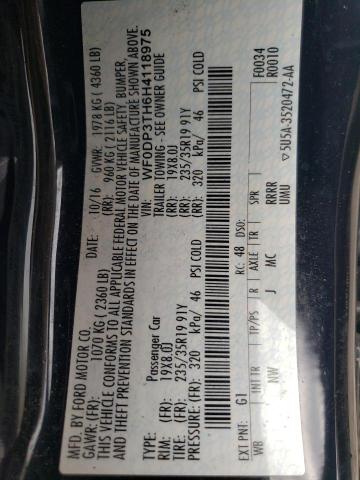 MFD. BY FORD MOTOR CO.
DATE: 10/16 GVWR: 1978 KG ( 4360 LB)
GAWR: (FR): 1070 KG ( 2360 LB) (RR): 960 KG ( 2116 LB)
THIS VEHICLE CONFORMS TO ALL APPLICABLE FEDERAL MOTOR VEHICLE SAFETY, BUMPER,
AND THEFT PREVENTION STANDARDS IN EFFECT ON THE DATE OF MANUFACTURE SHOWN ABOVE.
VIN: WF0DP3TH6H4118975
Passenger Car TRAILER TOWING - SEE OWNER GUIDE
RIM: (FR): 19X8.0J (RR): 19X8.0J
TIRE: (FR): 235/35R19 91Y (RR): 235/35R19 91Y
PRESSURE: (FR): 320 kPa/ 46 PSI COLD (RR): 320 kPa/ 46 PSI COLD
F0034
R0010
EXT PNT: G1 RC: 48 DSO:
WB INT TR TP/PS R AXLE TR SPR
NW J MC RRRR
UMU
▽5U5A-3520472-AA